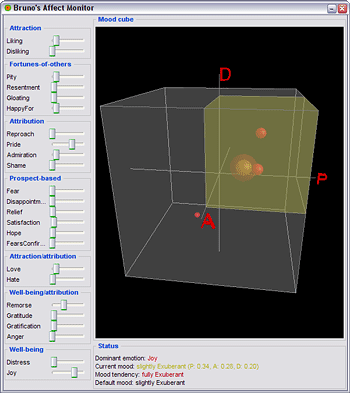 Bruno's Affect Monitor
Attraction
Liking
Disliking
Fortunes-of-others
Pity
Resentment
Gloating
HappyFor
Attribution
Reproach
Pride
Admiration
Shame
Prospect-based
Fear
Disappointm...
Relief
Satisfaction
Hope
FearsConfir...
Attraction/attribution
Love
Hate
Well-being/attribution
Remorse
Gratitude
Gratification
Anger
Well-being
Distress
Joy
Mood cube
D
P
A
Status
Dominant emotion: Joy
Current mood: slightly Exuberant (P: 0.34, A: 0.26, D: 0.20)
Mood tendency: fully Exuberant
Default mood: slightly Exuberant